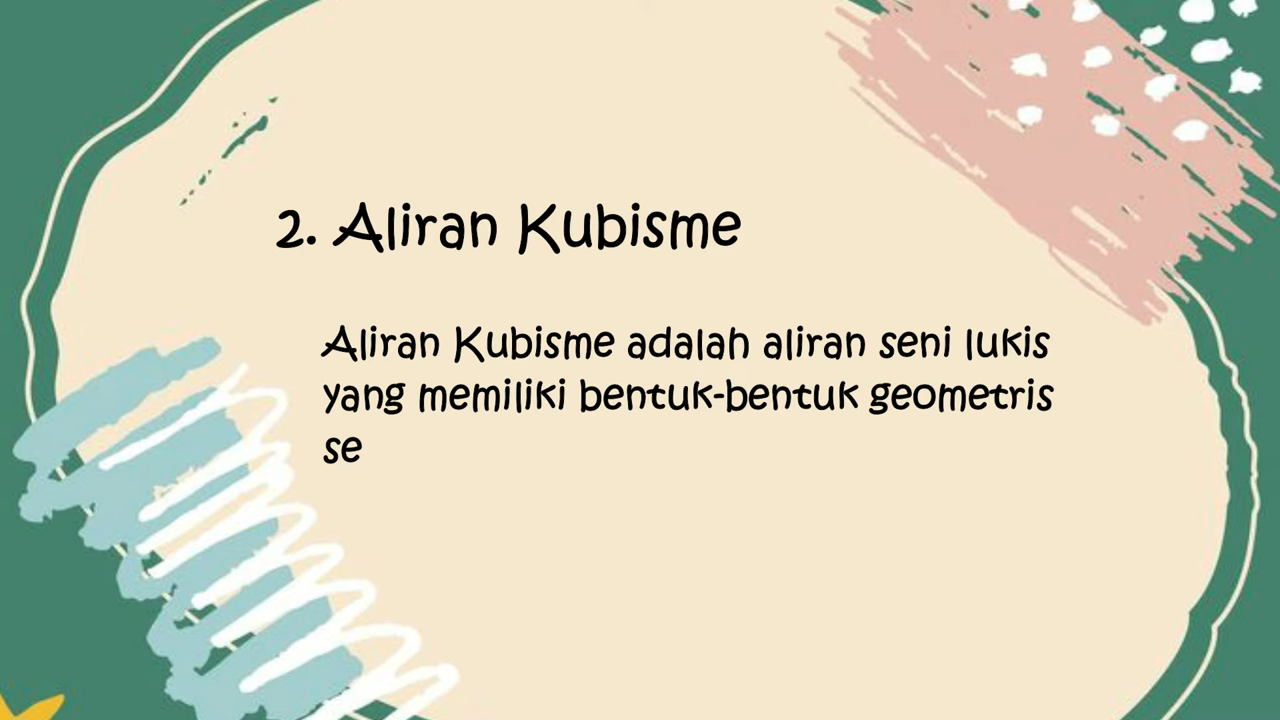 2. Aliran Kubisme
Aliran Kubisme adalah aliran seni lukis
yang memiliki bentuk-bentuk geometris
se